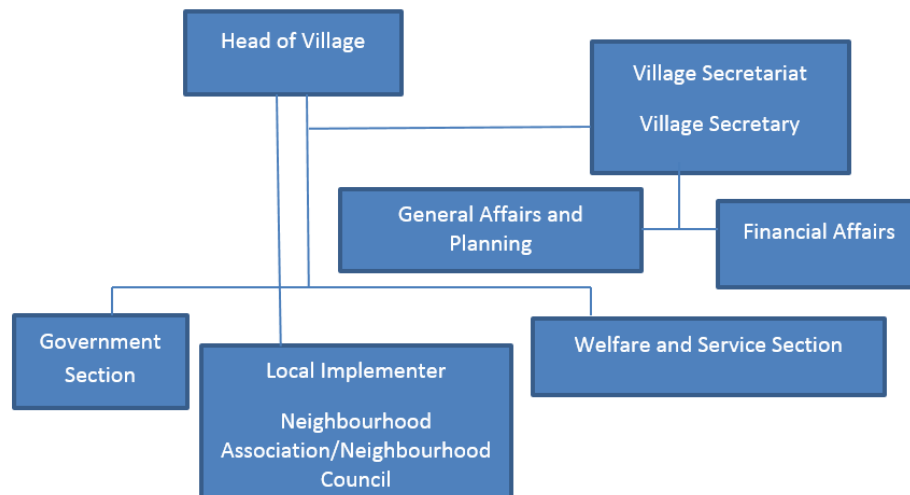 Head of Village
Village Secretariat
Village Secretary
General Affairs and
Planning
Financial Affairs
Government
Section
Local Implementer
Neighbourhood
Association/Neighbourhood
Council
Welfare and Service Section